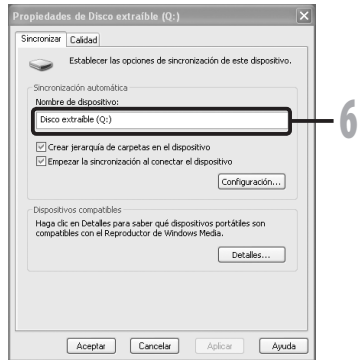 Propiedades de Disco extraíble (Q:)
Sincronizar Calidad
Establecer las opciones de sincronización de este dispositivo.
Sincronización automática
Nombre de dispositivo:
Disco extraíble (Q:)
6
Crear jerarquía de carpetas en el dispositivo
Empezar la sincronización al conectar el dispositivo
Configuración...
Dispositivos compatibles
Haga clic en Detalles para saber qué dispositivos portátiles son
compatibles con el Reproductor de Windows Media.
Detalles...
Aceptar Cancelar Aplicar Ayuda